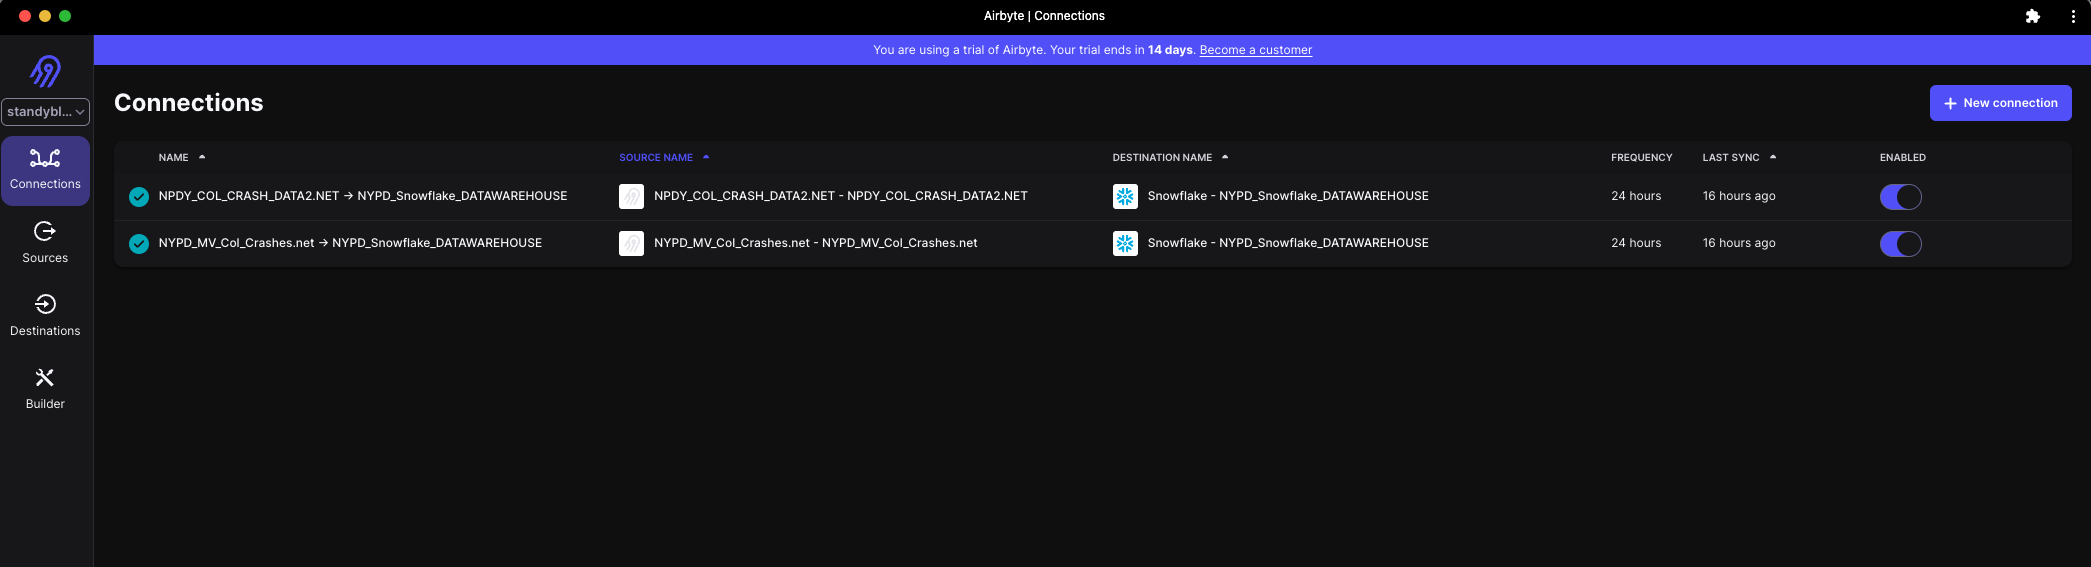 Airbyte | Connections
You are using a trial of Airbyte. Your trial ends in 14 days. Become a customer
standybl...
Connections
Sources
Destinations
Builder
Connections
New connection
NAME SOURCE NAME DESTINATION NAME FREQUENCY LAST SYNC ENABLED
NPDY_COL_CRASH_DATA2.NET → NYPD_Snowflake_DATAWAREHOUSE NPDY_COL_CRASH_DATA2.NET - NPDY_COL_CRASH_DATA2.NET Snowflake - NYPD_Snowflake_DATAWAREHOUSE 24 hours 16 hours ago
NYPD_MV_Col_Crashes.net → NYPD_Snowflake_DATAWAREHOUSE NYPD_MV_Col_Crashes.net - NYPD_MV_Col_Crashes.net Snowflake - NYPD_Snowflake_DATAWAREHOUSE 24 hours 16 hours ago